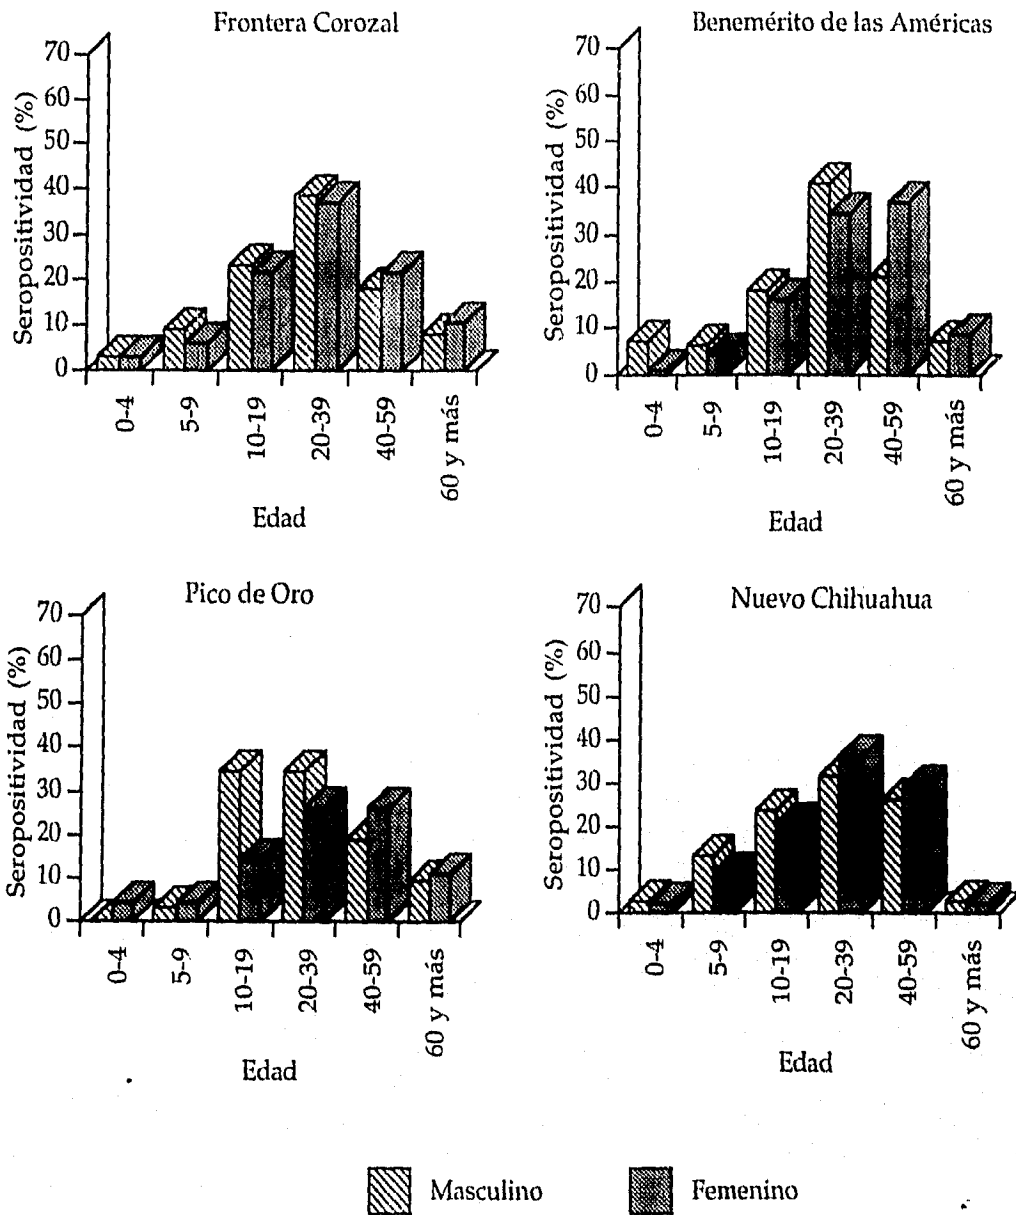 Frontera Corozal
Seropositividad (%)
70
60
50
40
30
20
10
0
0-4
5-9
10-19
20-39
40-59
60 y más
Edad
Benemérito de las Américas
Seropositividad (%)
70
60
50
40
30
20
10
0
0-4
5-9
10-19
20-39
40-59
60 y más
Edad
Pico de Oro
Seropositividad (%)
70
60
50
40
30
20
10
0
0-4
5-9
10-19
20-39
40-59
60 y más
Edad
Nuevo Chihuahua
Seropositividad (%)
70
60
50
40
30
20
10
0
0-4
5-9
10-19
20-39
40-59
60 y más
Edad
Masculino
Femenino